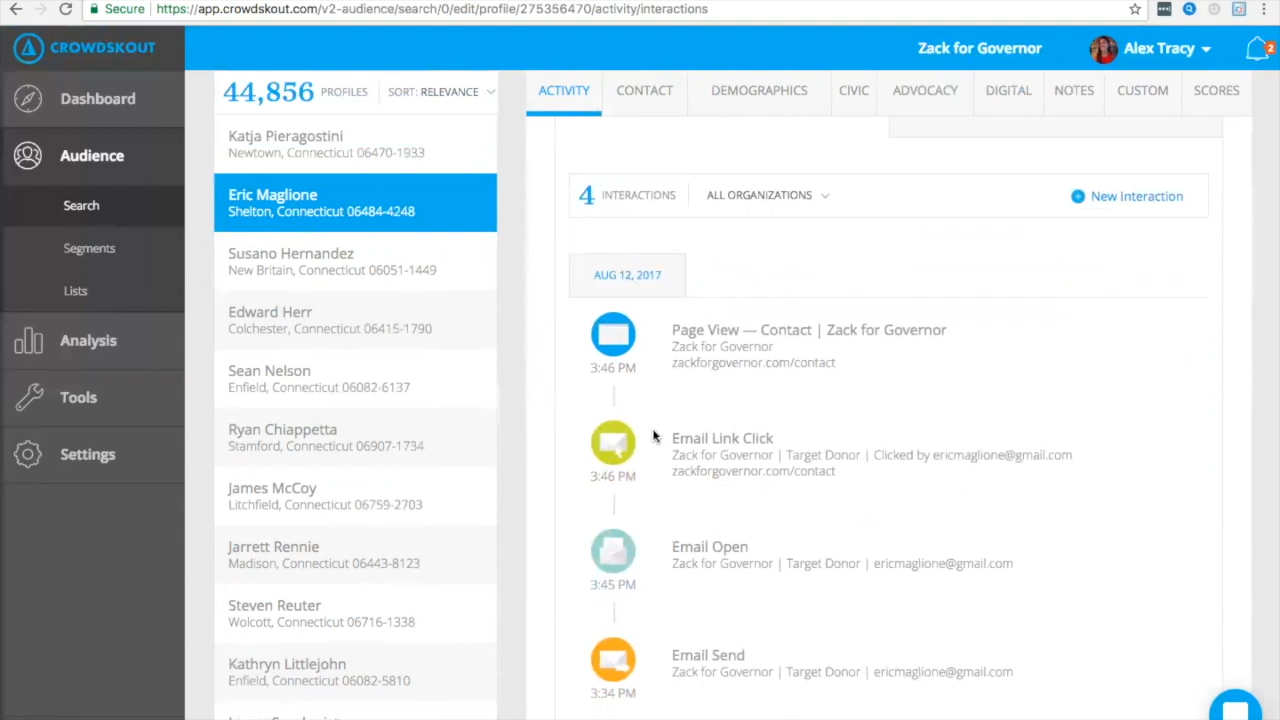 Secure https://app.crowdskout.com/v2-audience/search/0/edit/profile/275356470/activity/interactions
CROWDSKOUT
Zack for Governor
Alex Tracy
2
Dashboard
Audience
Search
Segments
Lists
Analysis
Tools
Settings
44,856 PROFILES SORT: RELEVANCE
Katja Pieragostini
Newtown, Connecticut 06470-1933
Eric Maglione
Shelton, Connecticut 06484-4248
Susano Hernandez
New Britain, Connecticut 06051-1449
Edward Herr
Colchester, Connecticut 06415-1790
Sean Nelson
Enfield, Connecticut 06082-6137
Ryan Chiappetta
Stamford, Connecticut 06907-1734
James McCoy
Litchfield, Connecticut 06759-2703
Jarrett Rennie
Madison, Connecticut 06443-8123
Steven Reuter
Wolcott, Connecticut 06716-1338
Kathryn Littlejohn
Enfield, Connecticut 06082-5810
ACTIVITY CONTACT DEMOGRAPHICS CIVIC ADVOCACY DIGITAL NOTES CUSTOM SCORES
4 INTERACTIONS ALL ORGANIZATIONS New Interaction
AUG 12, 2017
Page View — Contact | Zack for Governor
Zack for Governor
zackforgovernor.com/contact
3:46 PM
Email Link Click
Zack for Governor | Target Donor | Clicked by ericmaglione@gmail.com
zackforgovernor.com/contact
3:46 PM
Email Open
Zack for Governor | Target Donor | ericmaglione@gmail.com
3:45 PM
Email Send
Zack for Governor | Target Donor | ericmaglione@gmail.com
3:34 PM